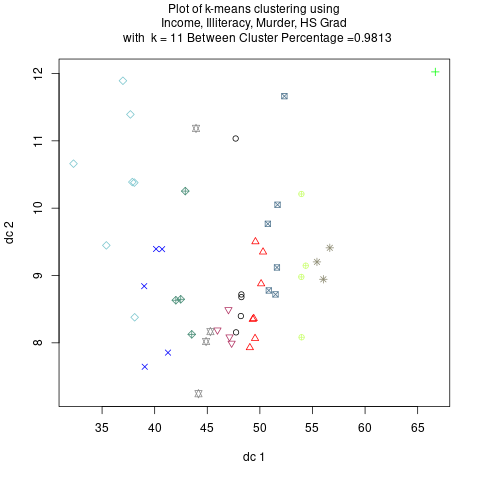 Plot of k-means clustering using
Income, Illiteracy, Murder, HS Grad
with  k = 11 Between Cluster Percentage =0.9813
12
11
10
9
8
dc 2
35 40 45 50 55 60 65
dc 1